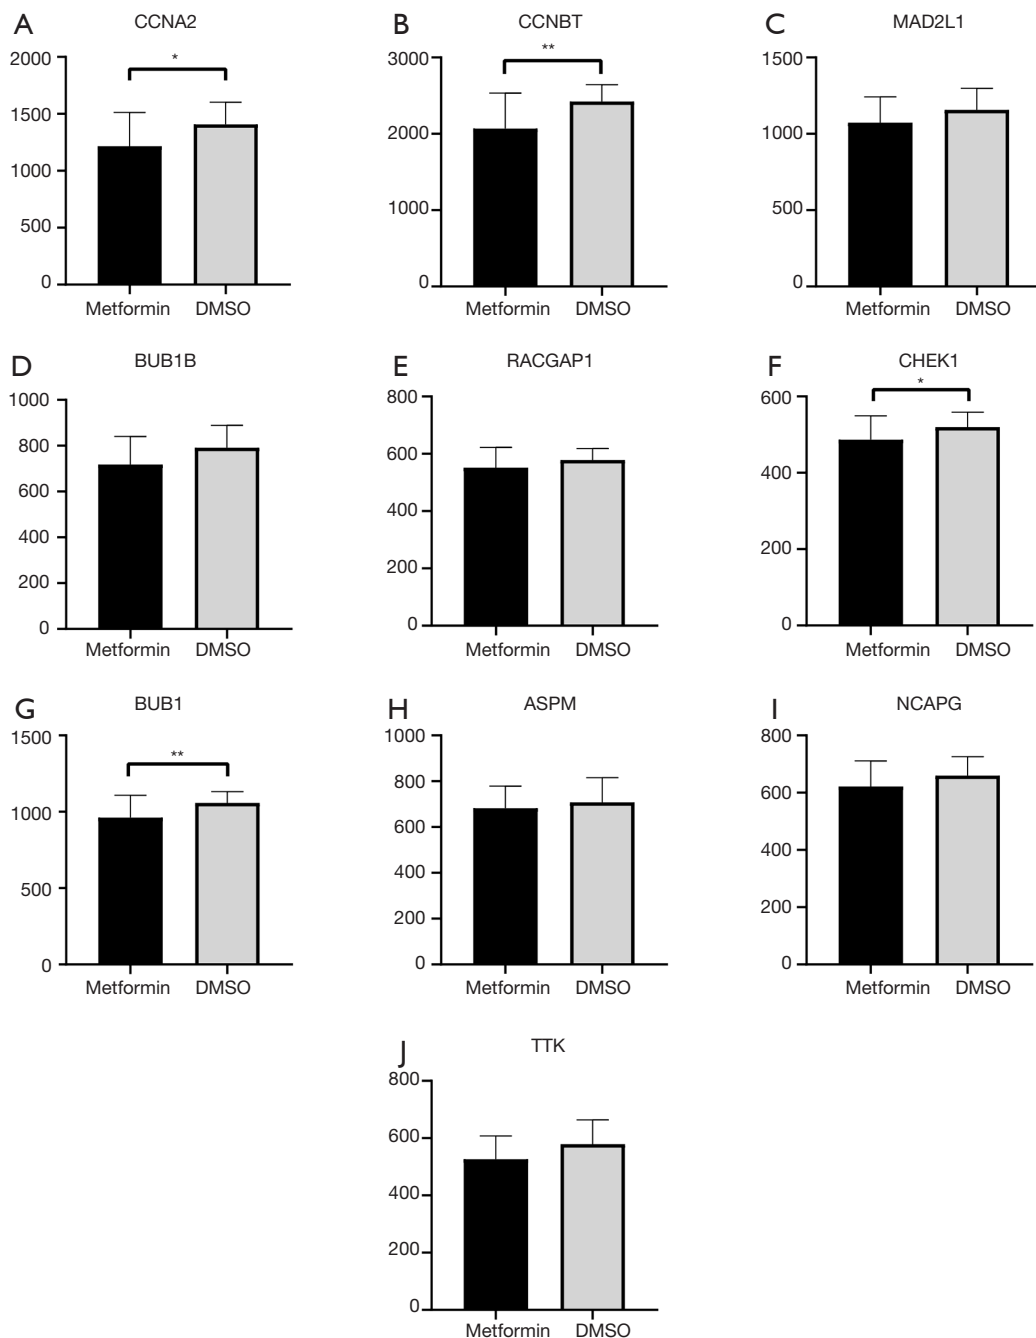 A CCNA2
2000
*
1500
1000
500
0
Metformin DMSO
B CCNBT
3000
**
2000
1000
0
Metformin DMSO
C MAD2L1
1500
1000
500
0
Metformin DMSO
D BUB1B
1000
800
600
400
200
0
Metformin DMSO
E RACGAP1
800
600
400
200
0
Metformin DMSO
F CHEK1
600
*
400
200
0
Metformin DMSO
G BUB1
1500
**
1000
500
0
Metformin DMSO
H ASPM
1000
800
600
400
200
0
Metformin DMSO
I NCAPG
800
600
400
200
0
Metformin DMSO
J TTK
800
600
400
200
0
Metformin DMSO